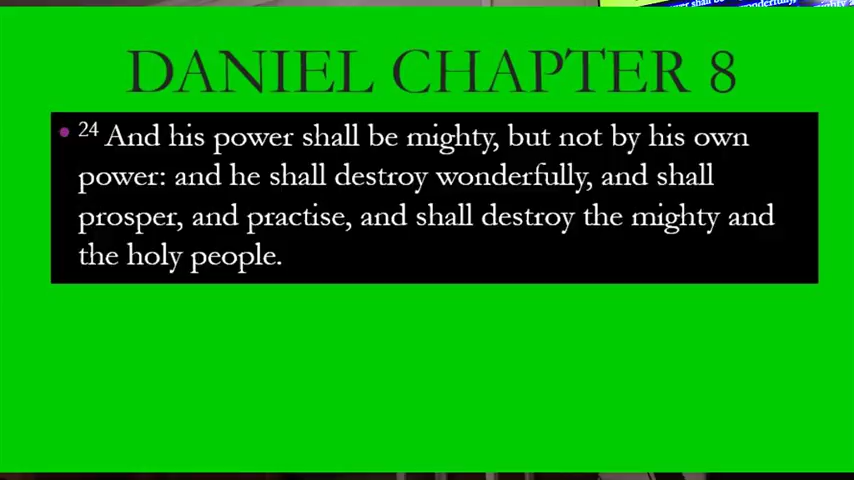 DANIEL CHAPTER 8
• 24 And his power shall be mighty, but not by his own
power: and he shall destroy wonderfully, and shall
prosper, and practise, and shall destroy the mighty and
the holy people.